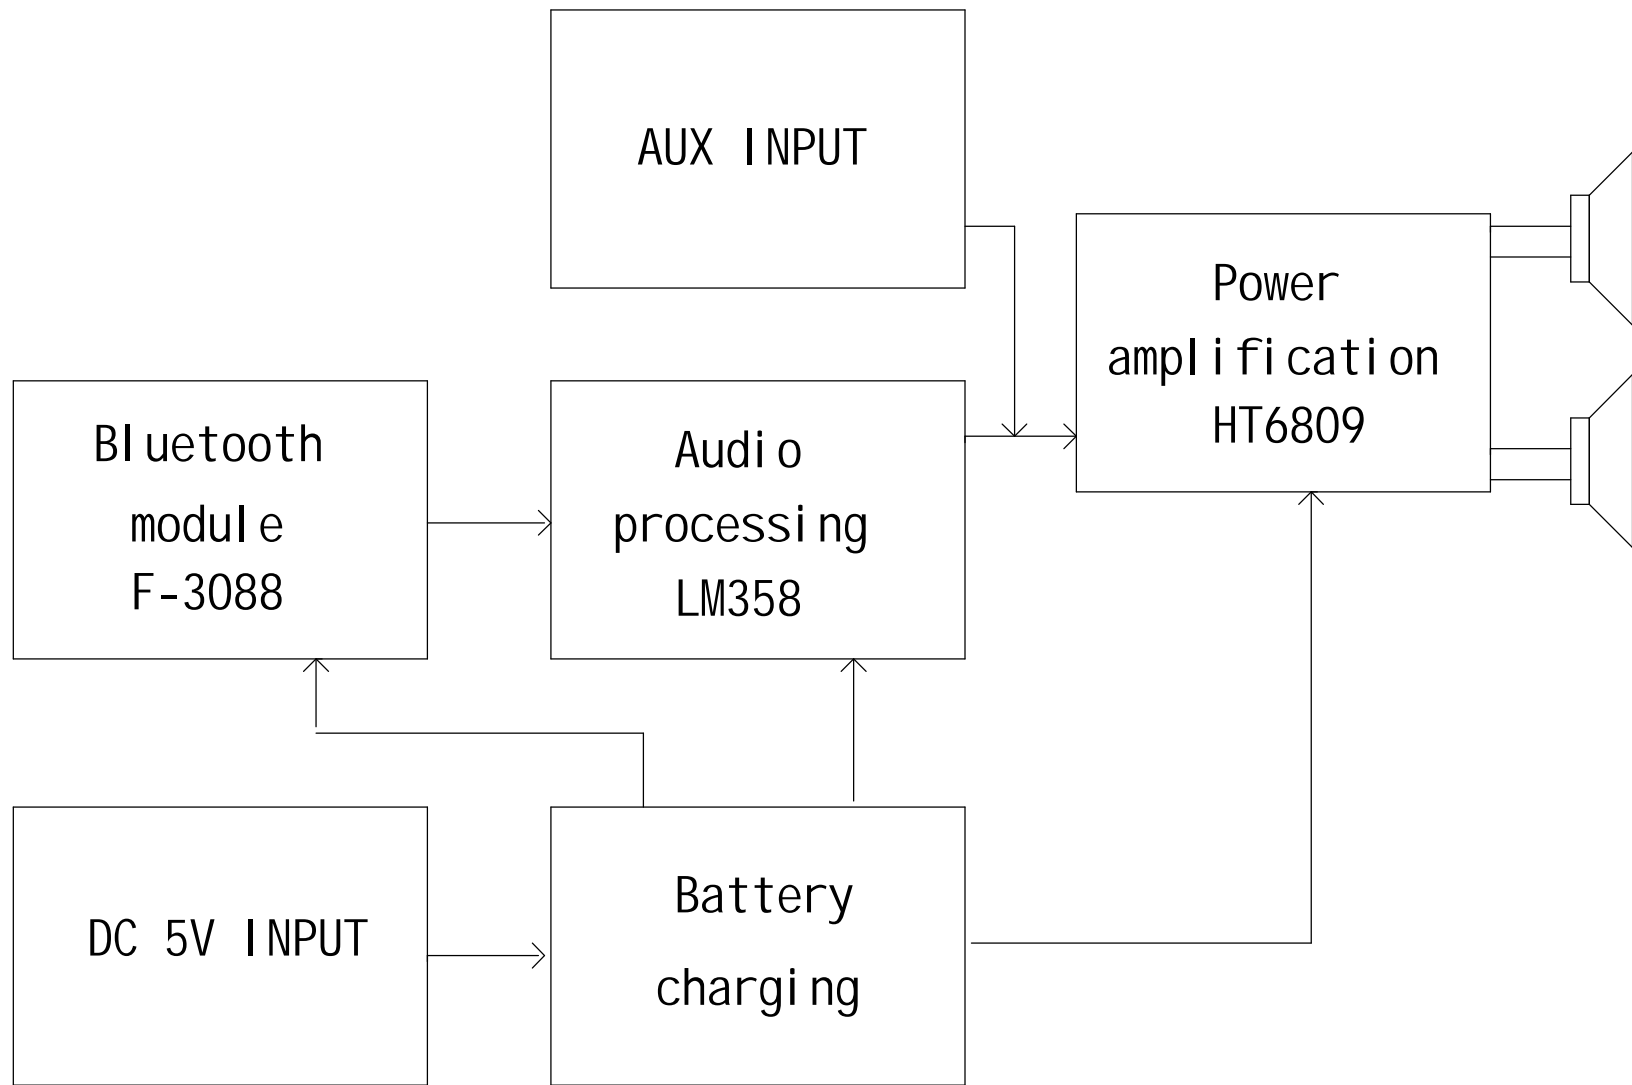 AUX INPUT
Power
amplification
HT6809
Bluetooth
module
F-3088
Audio
processing
LM358
DC 5V INPUT
Battery
charging